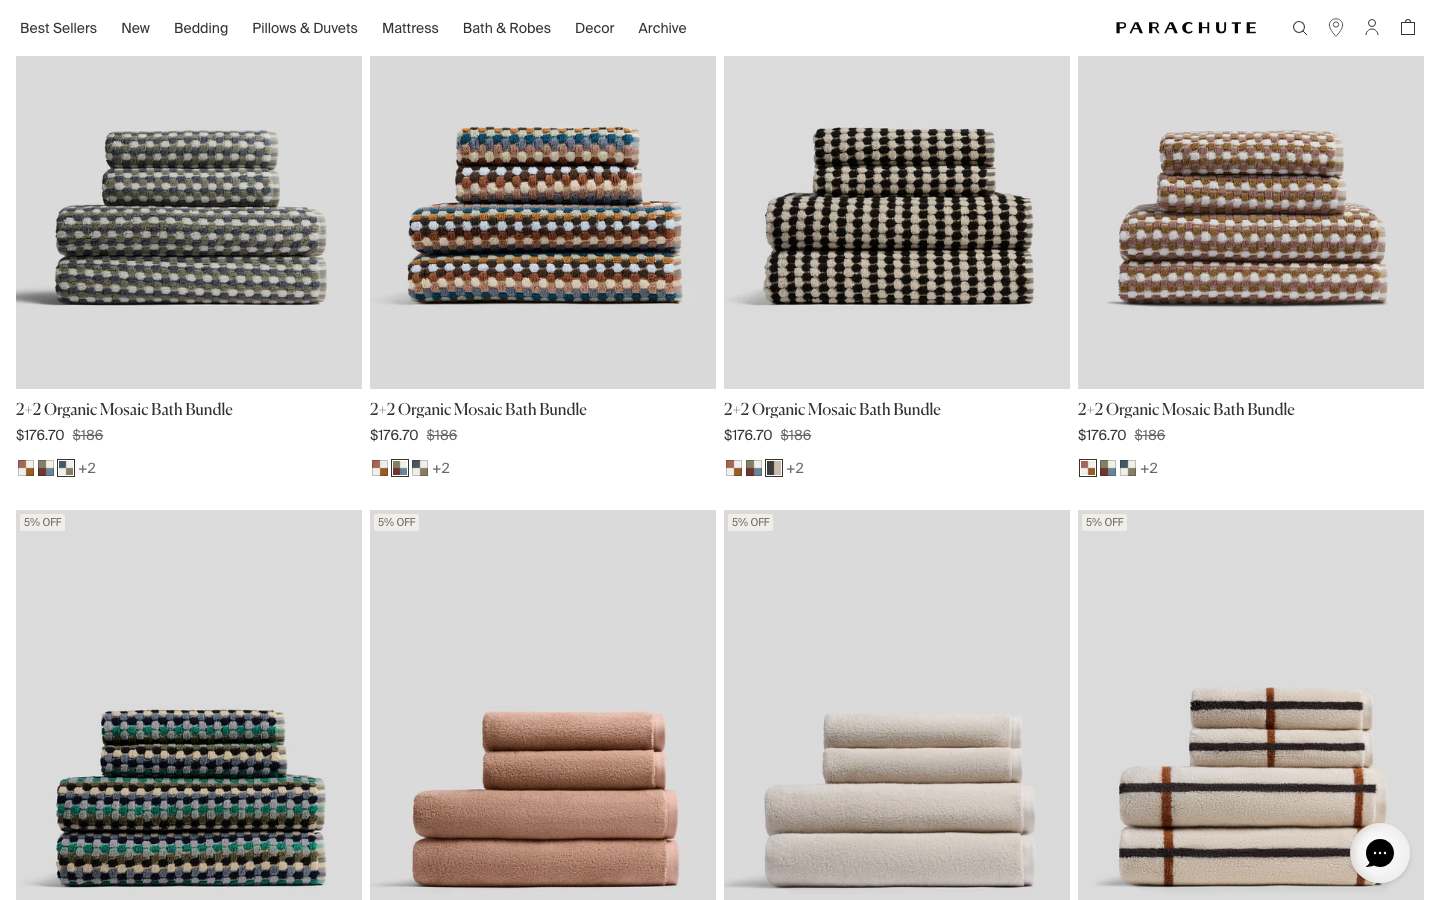 Best Sellers New Bedding Pillows & Duvets Mattress Bath & Robes Decor Archive PARACHUTE
2+2 Organic Mosaic Bath Bundle
$176.70 $186
+2
2+2 Organic Mosaic Bath Bundle
$176.70 $186
+2
2+2 Organic Mosaic Bath Bundle
$176.70 $186
+2
2+2 Organic Mosaic Bath Bundle
$176.70 $186
+2
5% OFF
5% OFF
5% OFF
5% OFF